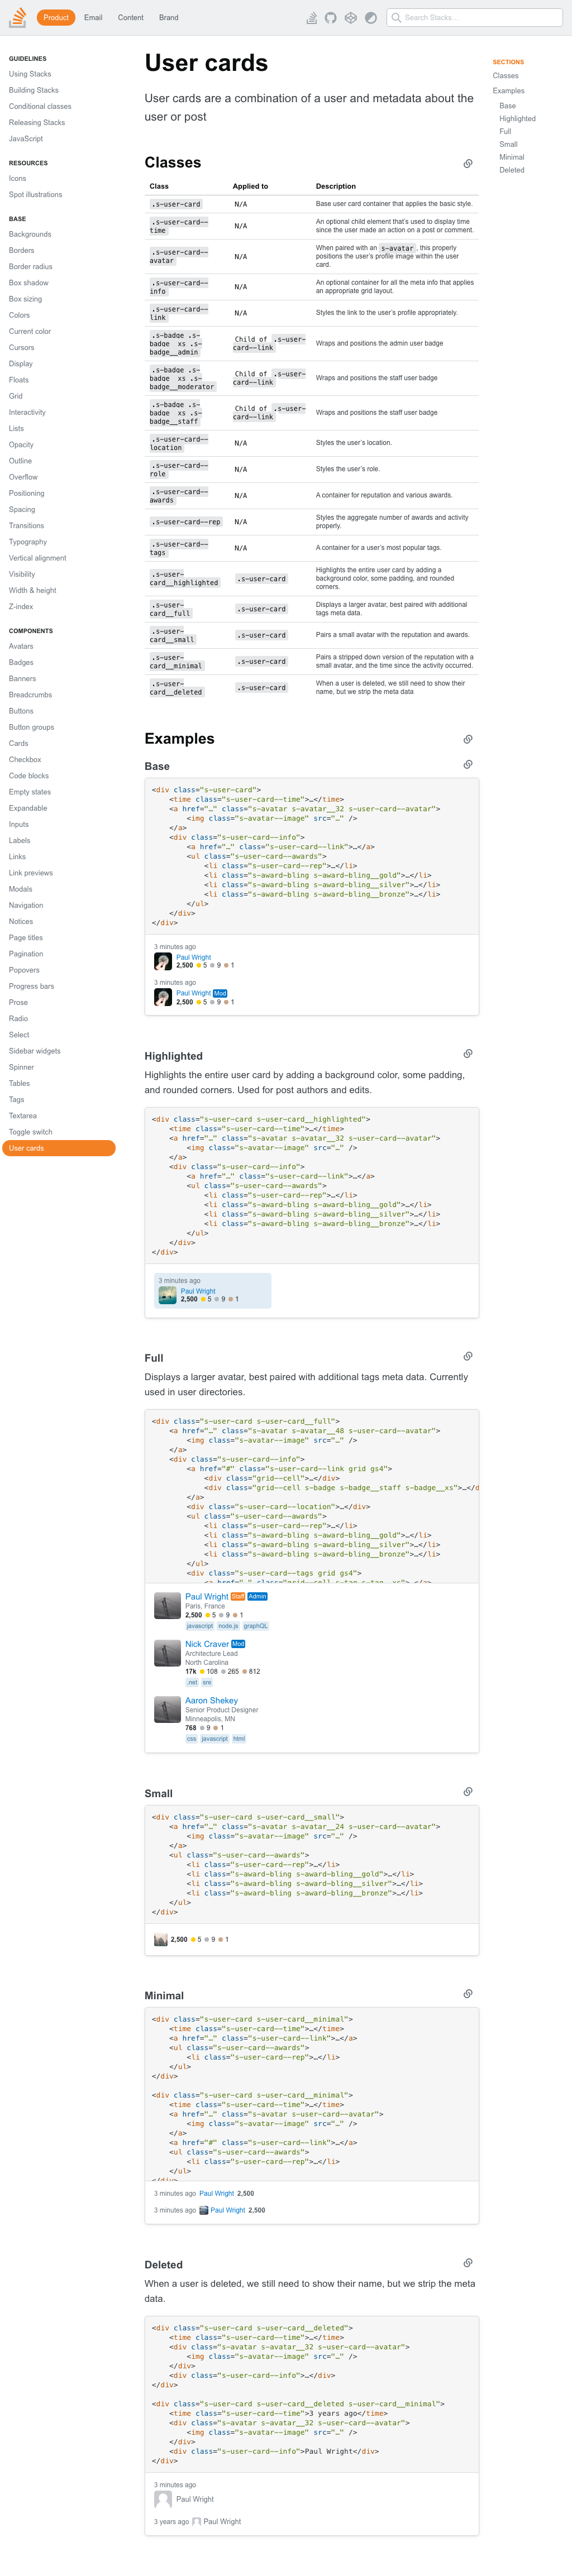 Product
Email
Content
Brand
Search Stacks…
GUIDELINES
Using Stacks
Building Stacks
Conditional classes
Releasing Stacks
JavaScript
RESOURCES
Icons
Spot illustrations
BASE
Backgrounds
Borders
Border radius
Box shadow
Box sizing
Colors
Current color
Cursors
Display
Floats
Grid
Interactivity
Lists
Opacity
Outline
Overflow
Positioning
Spacing
Transitions
Typography
Vertical alignment
Visibility
Width & height
Z-index
COMPONENTS
Avatars
Badges
Banners
Breadcrumbs
Buttons
Button groups
Cards
Checkbox
Code blocks
Empty states
Expandable
Inputs
Labels
Links
Link previews
Modals
Navigation
Notices
Page titles
Pagination
Popovers
Progress bars
Prose
Radio
Select
Sidebar widgets
Spinner
Tables
Tags
Textarea
Toggle switch
User cards
User cards
User cards are a combination of a user and metadata about the
user or post
Classes
Class Applied to Description
.s-user-card N/A Base user card container that applies the basic style.
.s-user-card--
time
N/A
An optional child element that's used to display time
since the user made an action on a post or comment.
.s-user-card--
avatar
N/A
When paired with an s-avatar, this property
positions the user's profile image within the user
card.
.s-user-card--
info
N/A
An optional container for all the meta info that applies
an appropriate grid layout.
.s-user-card--
link
N/A
Styles the link to the user's profile appropriately.
.s-badge .s-
badge__xs .s-
badge__admin
Child of .s-user-
card--link
Wraps and positions the admin user badge
.s-badge .s-
badge__xs .s-
badge__moderator
Child of .s-user-
card--link
Wraps and positions the staff user badge
.s-badge .s-
badge__xs .s-
badge__staff
Child of .s-user-
card--link
Wraps and positions the staff user badge
.s-user-card--
location
N/A
Styles the user's location.
.s-user-card--
role
N/A
Styles the user's role.
.s-user-card--
awards
N/A
A container for reputation and various awards.
.s-user-card--rep
N/A
Styles the aggregate number of awards and activity
properly.
.s-user-card--
tags
N/A
A container for a user's most popular tags.
.s-user-
card__highlighted
.s-user-card
Highlights the entire user card by adding a
background color, some padding, and rounded
corners.
.s-user-
card__full
.s-user-card
Displays a larger avatar, best paired with additional
tags meta data.
.s-user-
card__small
.s-user-card
Pairs a small avatar with the reputation and awards.
.s-user-
card__minimal
.s-user-card
Pairs a stripped down version of the reputation with a
small avatar, and the time since the activity occurred.
.s-user-
card__deleted
.s-user-card
When a user is deleted, we still need to show their
name, but we strip the meta data
Examples
Base
<div class="s-user-card">
<time class="s-user-card--time">…</time>
<a href="…" class="s-avatar s-avatar__32 s-user-card--avatar">
<img class="s-avatar--image" src="…" />
</a>
<div class="s-user-card--info">
<a href="…" class="s-user-card--link">…</a>
<ul class="s-user-card--awards">
<li class="s-user-card--rep">…</li>
<li class="s-award-bling s-award-bling__gold">…</li>
<li class="s-award-bling s-award-bling__silver">…</li>
<li class="s-award-bling s-award-bling__bronze">…</li>
</ul>
</div>
</div>
3 minutes ago
Paul Wright
2,500 5 9 1
3 minutes ago
Paul Wright Mod
2,500 5 9 1
Highlighted
Highlights the entire user card by adding a background color, some padding,
and rounded corners. Used for post authors and edits.
<div class="s-user-card s-user-card__highlighted">
<time class="s-user-card--time">…</time>
<a href="…" class="s-avatar s-avatar__32 s-user-card--avatar">
<img class="s-avatar--image" src="…" />
</a>
<div class="s-user-card--info">
<a href="…" class="s-user-card--link">…</a>
<ul class="s-user-card--awards">
<li class="s-user-card--rep">…</li>
<li class="s-award-bling s-award-bling__gold">…</li>
<li class="s-award-bling s-award-bling__silver">…</li>
<li class="s-award-bling s-award-bling__bronze">…</li>
</ul>
</div>
</div>
3 minutes ago
Paul Wright
2,500 5 9 1
Full
Displays a larger avatar, best paired with additional tags meta data. Currently
used in user directories.
<div class="s-user-card s-user-card__full">
<a href="…" class="s-avatar s-avatar__48 s-user-card--avatar">
<img class="s-avatar--image" src="…" />
</a>
<div class="s-user-card--info">
<a href="#" class="s-user-card--link grid gs4">
<div class="grid--cell">…</div>
<div class="grid--cell s-badge s-badge__staff s-badge__xs">…</d
</a>
<div class="s-user-card--location">…</div>
<ul class="s-user-card--awards">
<li class="s-user-card--rep">…</li>
<li class="s-award-bling s-award-bling__gold">…</li>
<li class="s-award-bling s-award-bling__silver">…</li>
<li class="s-award-bling s-award-bling__bronze">…</li>
</ul>
<div class="s-user-card--tags grid gs4">
<a href="…" class="grid--cell s-tag s-tag__xs">…</a>
Paul Wright Staff Admin
Paris, France
2,500 5 9 1
javascript node.js graphQL
Nick Craver Mod
Architecture Lead
North Carolina
17k 108 265 812
.net sre
Aaron Shekey
Senior Product Designer
Minneapolis, MN
768 9 1
css javascript html
Small
<div class="s-user-card s-user-card__small">
<a href="…" class="s-avatar s-avatar__24 s-user-card--avatar">
<img class="s-avatar--image" src="…" />
</a>
<ul class="s-user-card--awards">
<li class="s-user-card--rep">…</li>
<li class="s-award-bling s-award-bling__gold">…</li>
<li class="s-award-bling s-award-bling__silver">…</li>
<li class="s-award-bling s-award-bling__bronze">…</li>
</ul>
</div>
2,500 5 9 1
Minimal
<div class="s-user-card s-user-card__minimal">
<time class="s-user-card--time">…</time>
<a href="…" class="s-user-card--link">…</a>
<ul class="s-user-card--awards">
<li class="s-user-card--rep">…</li>
</ul>
</div>
<div class="s-user-card s-user-card__minimal">
<time class="s-user-card--time">…</time>
<a href="…" class="s-avatar s-user-card--avatar">
<img class="s-avatar--image" src="…" />
</a>
<a href="#" class="s-user-card--link">…</a>
<ul class="s-user-card--awards">
<li class="s-user-card--rep">…</li>
</ul>
</div>
3 minutes ago Paul Wright 2,500
3 minutes ago Paul Wright 2,500
Deleted
When a user is deleted, we still need to show their name, but we strip the meta
data.
<div class="s-user-card s-user-card__deleted">
<time class="s-user-card--time">…</time>
<div class="s-avatar s-avatar__32 s-user-card--avatar">
<img class="s-avatar--image" src="…" />
</div>
<div class="s-user-card--info">…</div>
</div>
<div class="s-user-card s-user-card__deleted s-user-card__minimal">
<time class="s-user-card--time">3 years ago</time>
<div class="s-avatar s-avatar__32 s-user-card--avatar">
<img class="s-avatar--image" src="…" />
</div>
<div class="s-user-card--info">Paul Wright</div>
</div>
3 minutes ago
Paul Wright
3 years ago Paul Wright
SECTIONS
Classes
Examples
Base
Highlighted
Full
Small
Minimal
Deleted